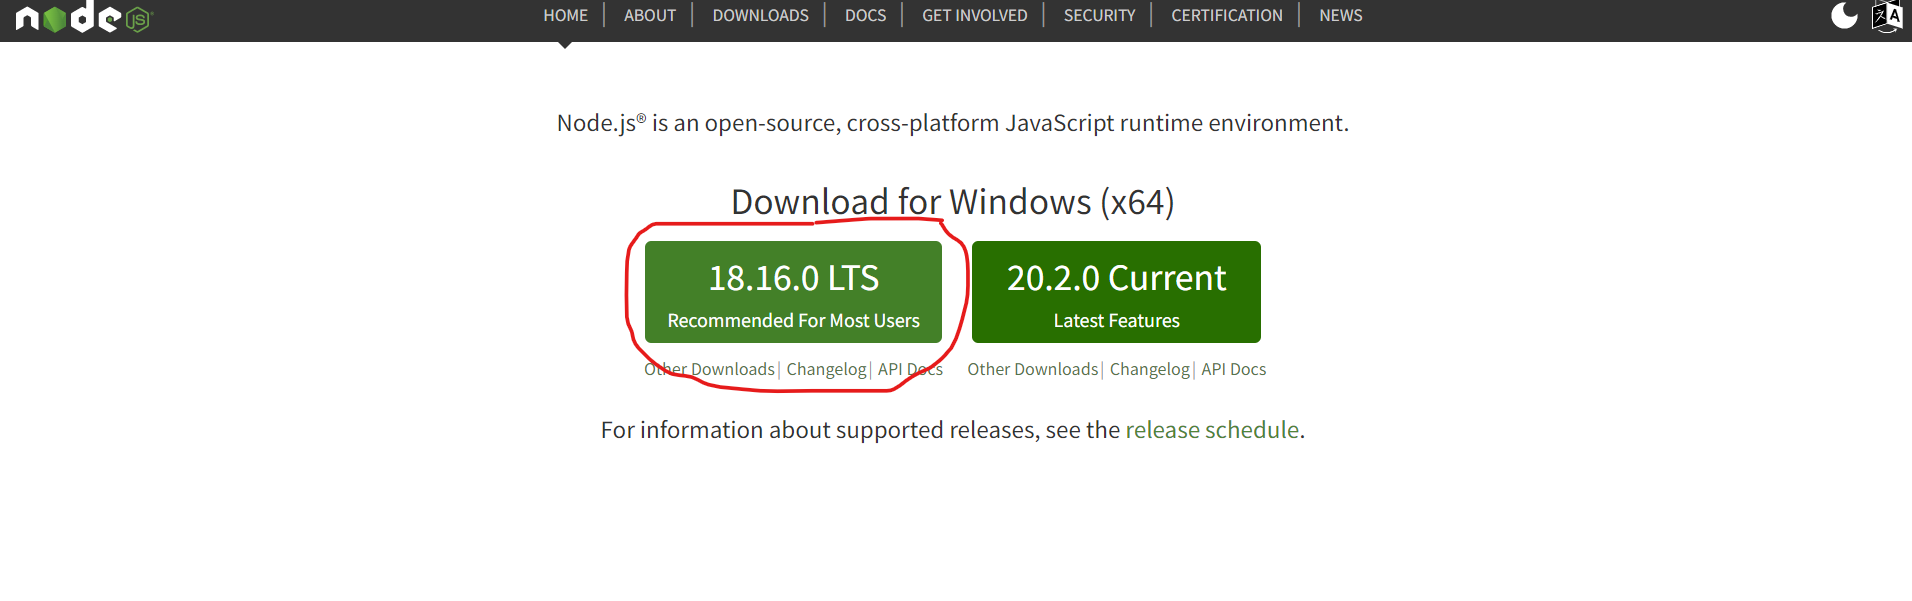 node JS
HOME | ABOUT | DOWNLOADS | DOCS | GET INVOLVED | SECURITY | CERTIFICATION | NEWS
Node.js® is an open-source, cross-platform JavaScript runtime environment.
Download for Windows (x64)
18.16.0 LTS
Recommended For Most Users
Other Downloads | Changelog | API Docs
20.2.0 Current
Latest Features
Other Downloads | Changelog | API Docs
For information about supported releases, see the release schedule.